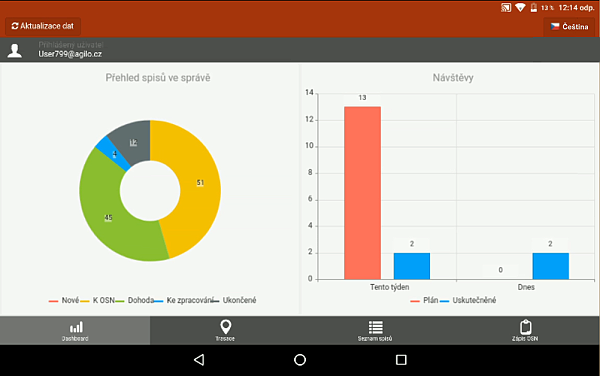 13 % 12:14 odp.
Aktualizace dat
Čeština
Přihlášený uživatel
User799@agilo.cz
Přehled spisů ve správě
51
45
4
12
Nové K OSN Dohoda Ke zpracování Ukončené
Návštěvy
14
12
10
8
6
4
2
0
13
2
0
2
Tento týden Dnes
Plán Uskutečněné
Dashboard
Trasace
Seznam spisů
Zápis OSN